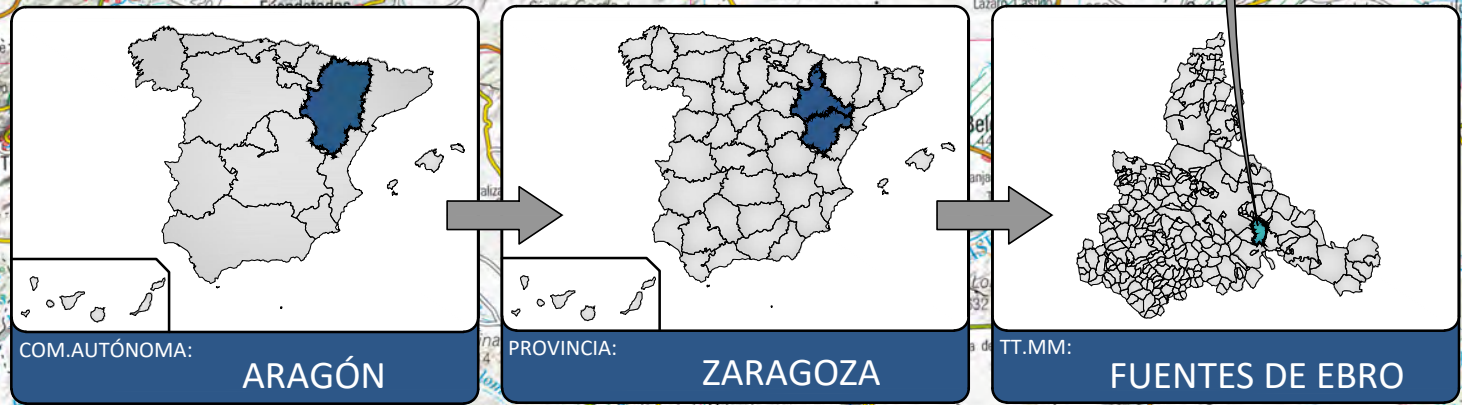 COM.AUTÓNOMA:
ARAGÓN
PROVINCIA:
ZARAGOZA
TT.MM:
FUENTES DE EBRO